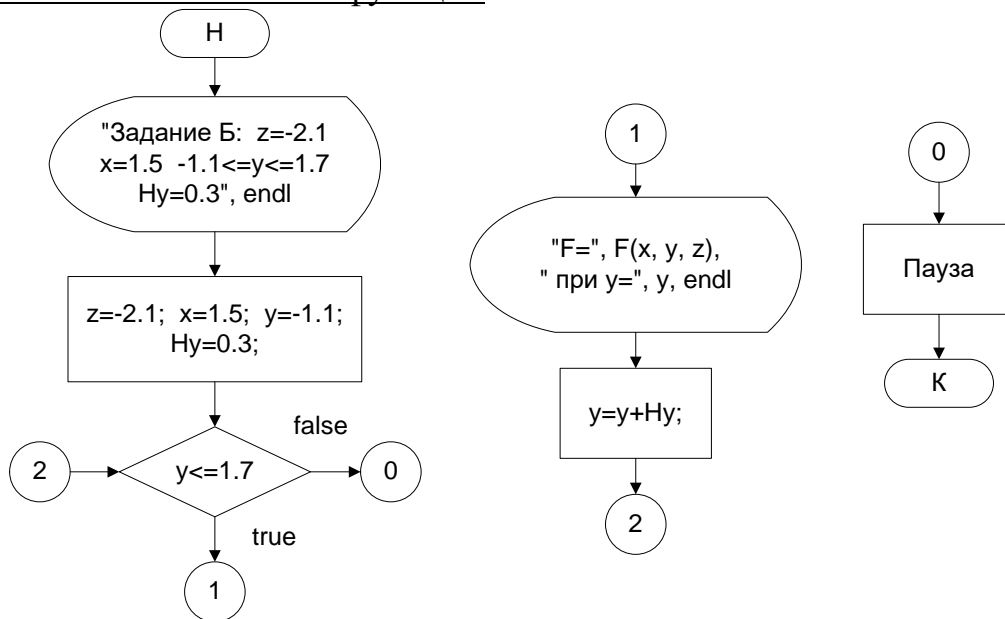 Н
"Задание Б: z=-2.1
x=1.5 -1.1<=y<=1.7
Hy=0.3", endl
z=-2.1; x=1.5; y=-1.1;
Hy=0.3;
2
y<=1.7
false
0
true
1
1
"F=", F(x, y, z),
" при y=", y, endl
y=y+Hy;
2
0
Пауза
К